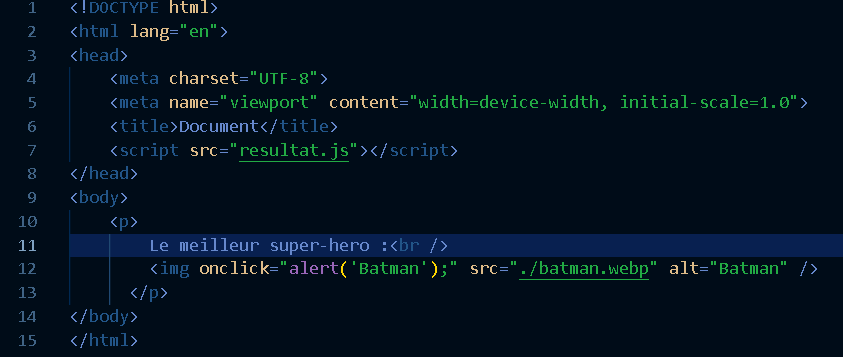 1 <!DOCTYPE html>
2 <html lang="en">
3 <head>
4     <meta charset="UTF-8">
5     <meta name="viewport" content="width=device-width, initial-scale=1.0">
6     <title>Document</title>
7     <script src="resultat.js"></script>
8 </head>
9 <body>
10     <p>
11         Le meilleur super-hero :<br />
12         <img onclick="alert('Batman');" src="./batman.webp" alt="Batman" />
13       </p>
14 </body>
15 </html>